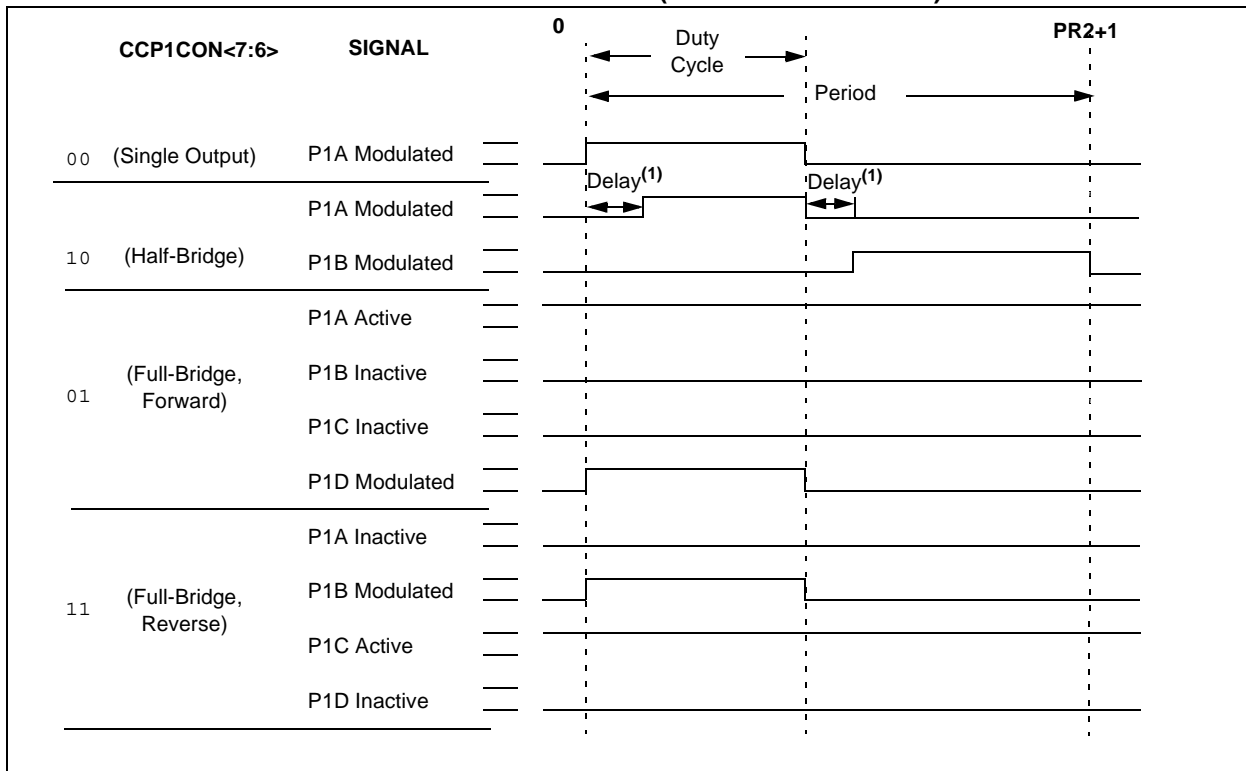 0
PR2+1
CCP1CON<7:6>
SIGNAL
Duty
Cycle
Period
00
(Single Output)
P1A Modulated
Delay(1)
Delay(1)
P1A Modulated
10
(Half-Bridge)
P1B Modulated
P1A Active
(Full-Bridge,
Forward)
P1B Inactive
01
P1C Inactive
P1D Modulated
P1A Inactive
11
(Full-Bridge,
Reverse)
P1B Modulated
P1C Active
P1D Inactive